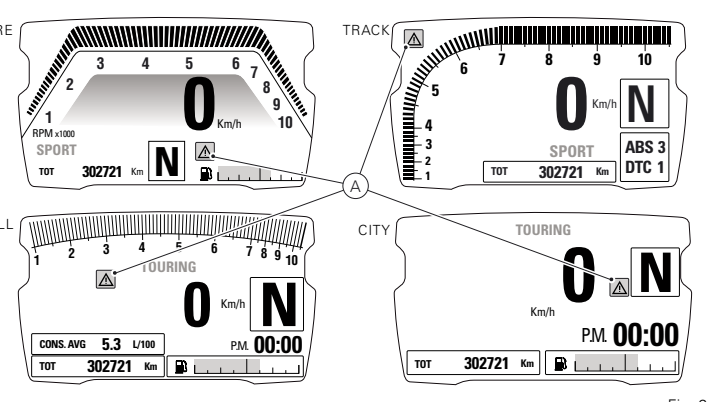 RE
3 4 5 6 7
2 8
1 9
10
RPM x1000
0 Km/h
SPORT
TOT 302721 Km
N
TRACK
7 8 9 10
6
5
4
3
2
1
0 Km/h
N
SPORT
ABS 3
DTC 1
TOT 302721 Km
A
LL
1 2 3 4 5 6 7 8 9 10
TOURING
0 Km/h
N
CONS. AVG 5.3 L/100
P.M. 00:00
TOT 302721 Km
CITY
TOURING
0
N
Km/h
P.M. 00:00
TOT 302721 Km